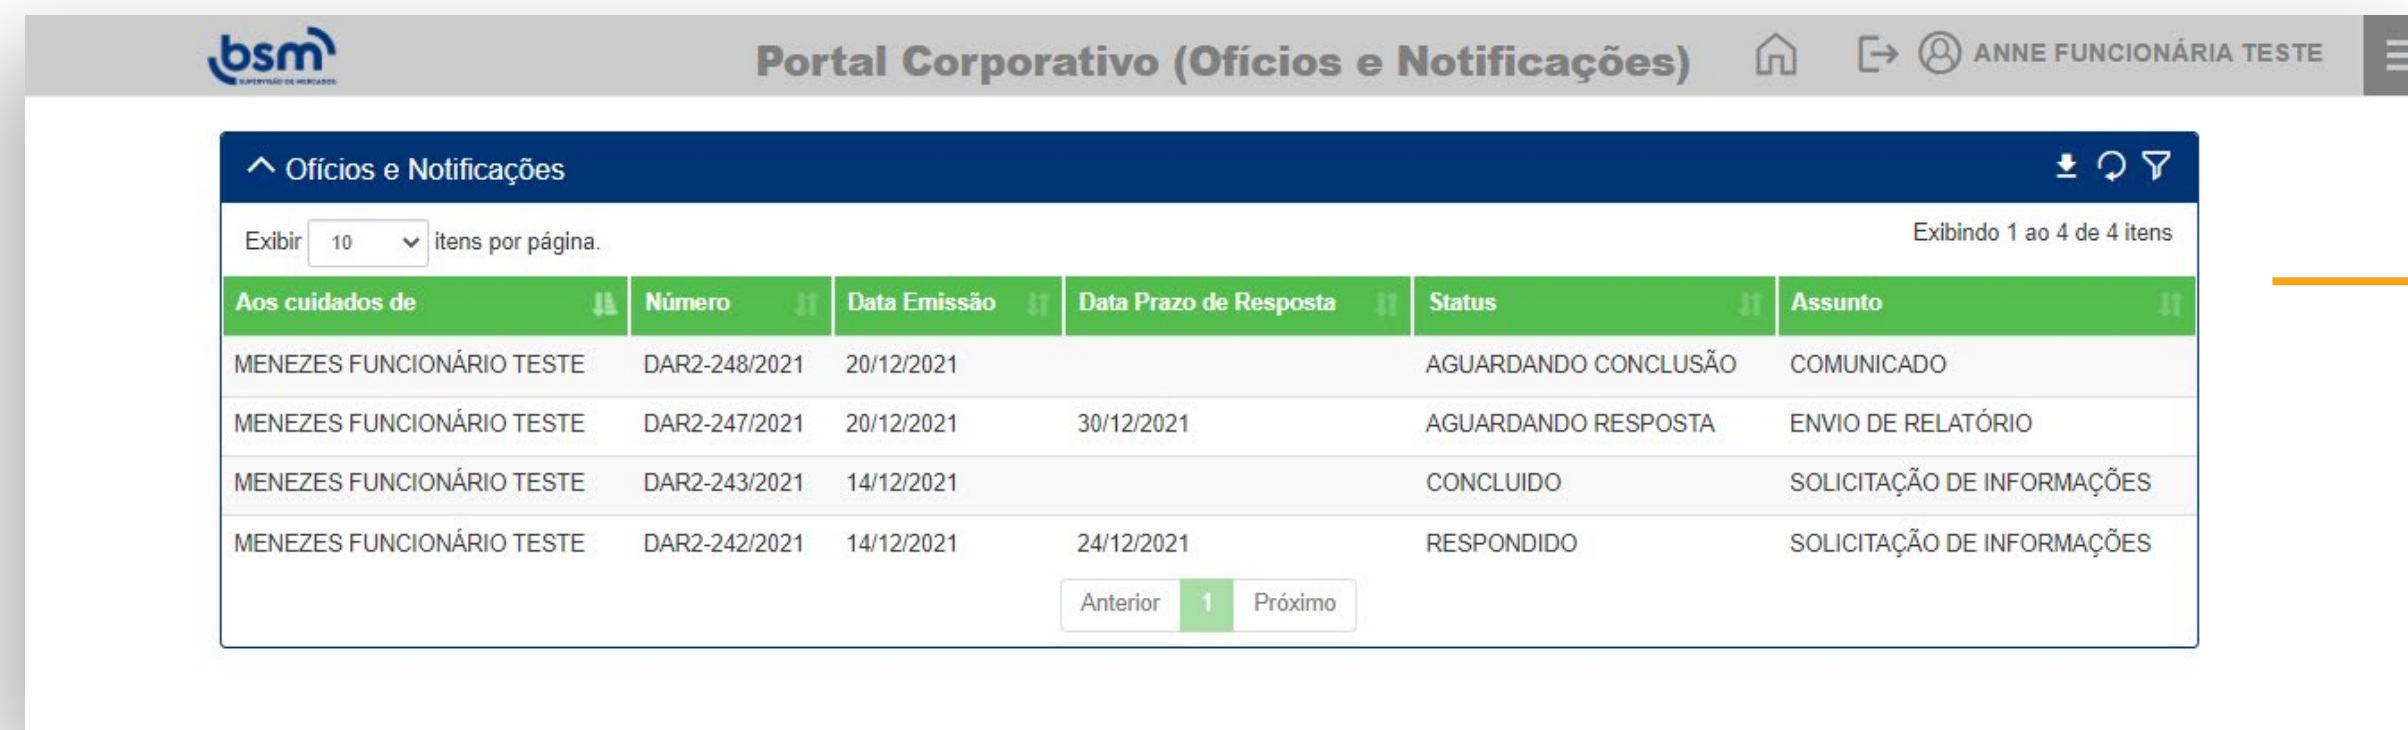 bsm Portal Corporativo (Ofícios e Notificações) ANNE FUNCIONÁRIA TESTE
SUPERVISÃO DE MERCADOS
Ofícios e Notificações
Exibir 10 itens por página. Exibindo 1 ao 4 de 4 itens
Aos cuidados de Número Data Emissão Data Prazo de Resposta Status Assunto
MENEZES FUNCIONÁRIO TESTE DAR2-248/2021 20/12/2021 AGUARDANDO CONCLUSÃO COMUNICADO
MENEZES FUNCIONÁRIO TESTE DAR2-247/2021 20/12/2021 30/12/2021 AGUARDANDO RESPOSTA ENVIO DE RELATÓRIO
MENEZES FUNCIONÁRIO TESTE DAR2-243/2021 14/12/2021 CONCLUIDO SOLICITAÇÃO DE INFORMAÇÕES
MENEZES FUNCIONÁRIO TESTE DAR2-242/2021 14/12/2021 24/12/2021 RESPONDIDO SOLICITAÇÃO DE INFORMAÇÕES
Anterior 1 Próximo